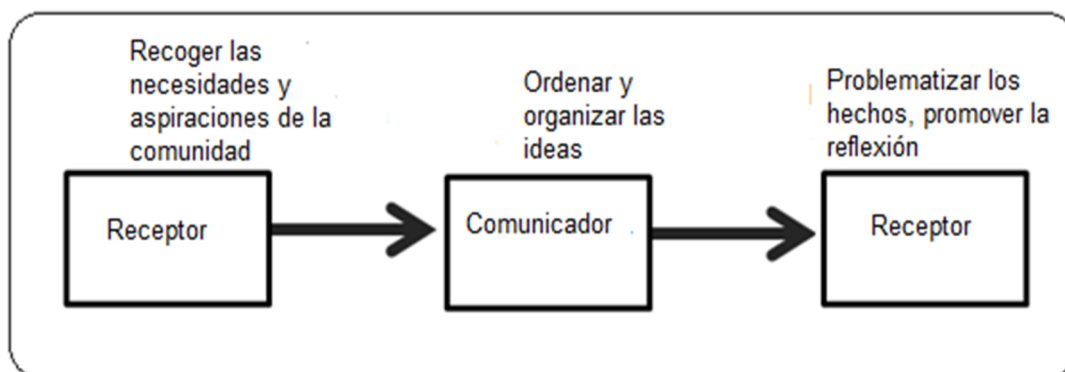 Recoger las
necesidades y
aspiraciones de la
comunidad
Receptor
Ordenar y
organizar las
ideas
Comunicador
Problematizar los
hechos, promover la
reflexión
Receptor